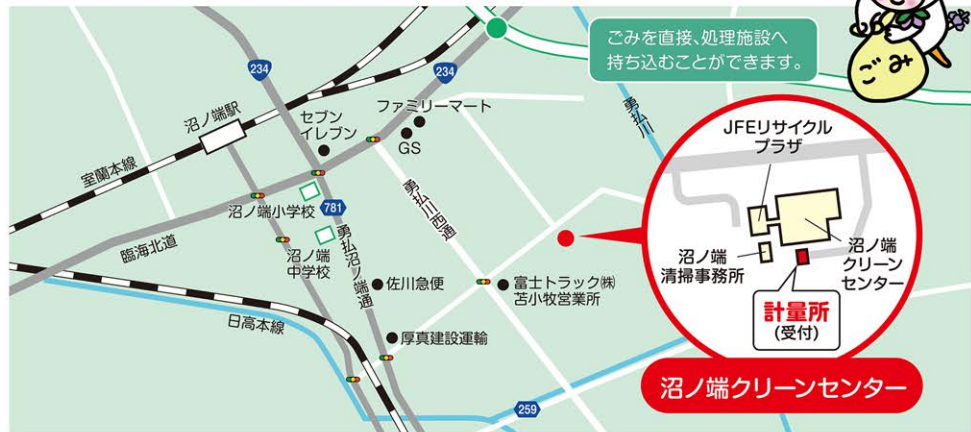 ごみを直接、処理施設へ
持ち込むことができます。
ごみ
234
234
ファミリーマート
GS
セブン
イレブン
沼ノ端駅
室蘭本線
勇払川
JFEリサイクル
プラザ
沼ノ端小学校
781
臨海北道
沼ノ端
中学校
勇払沼ノ端通
勇払川西通
沼ノ端
清掃事務所
沼ノ端
クリーン
センター
計量所
(受付)
佐川急便
富士トラック㈱
苫小牧営業所
日高本線
厚真建設運輸
259
沼ノ端クリーンセンター